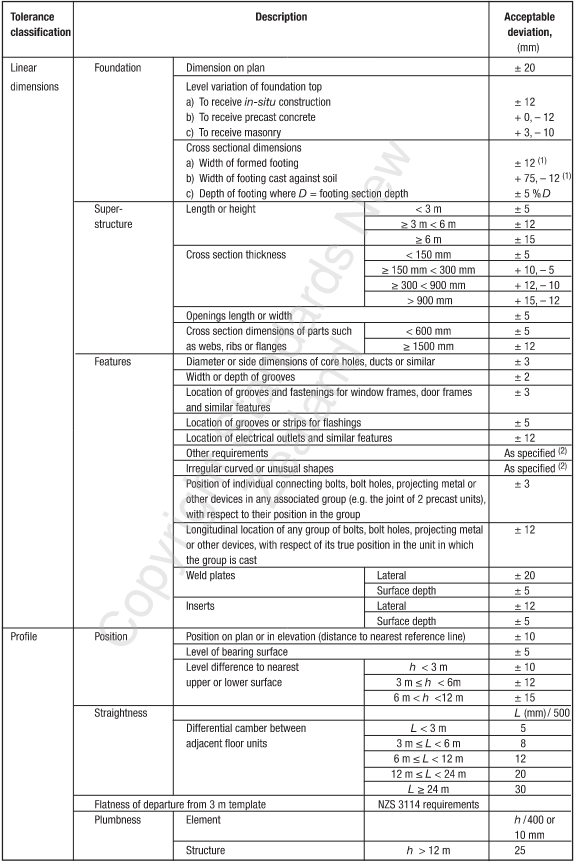 Tolerance classification Description Acceptable deviation, (mm)
Linear dimensions Foundation Dimension on plan ± 20
Level variation of foundation top
a) To receive in-situ construction ± 12
b) To receive precast concrete + 0, – 12
c) To receive masonry + 3, – 10
Cross sectional dimensions
a) Width of formed footing ± 12 (1)
b) Width of footing cast against soil + 75, – 12 (1)
c) Depth of footing where D = footing section depth ± 5 %D
Super-structure Length or height < 3 m ± 5
≥ 3 m < 6 m ± 12
≥ 6 m ± 15
Cross section thickness < 150 mm ± 5
≥ 150 mm < 300 mm + 10, – 5
≥ 300 < 900 mm + 12, – 10
> 900 mm + 15, – 12
Openings length or width ± 5
Cross section dimensions of parts such < 600 mm ± 5
as webs, ribs or flanges ≥ 1500 mm ± 12
Features Diameter or side dimensions of core holes, ducts or similar ± 3
Width or depth of grooves ± 2
Location of grooves and fastenings for window frames, door frames ± 3
and similar features
Location of grooves or strips for flashings ± 5
Location of electrical outlets and similar features ± 12
Other requirements As specified (2)
Irregular curved or unusual shapes As specified (2)
Position of individual connecting bolts, bolt holes, projecting metal or ± 3
other devices in any associated group (e.g. the joint of 2 precast units),
with respect to their position in the group
Longitudinal location of any group of bolts, bolt holes, projecting metal ± 12
or other devices, with respect of its true position in the unit in which
the group is cast
Weld plates Lateral ± 20
Surface depth ± 5
Inserts Lateral ± 12
Surface depth ± 5
Profile Position Position on plan or in elevation (distance to nearest reference line) ± 10
Level of bearing surface ± 5
Level difference to nearest h < 3 m ± 10
upper or lower surface 3 m ≤ h < 6m ± 12
6 m < h <12 m ± 15
Straightness L (mm) / 500
Differential camber between L < 3 m 5
adjacent floor units 3 m ≤ L < 6 m 8
6 m ≤ L < 12 m 12
12 m ≤ L < 24 m 20
L ≥ 24 m 30
Flatness of departure from 3 m template NZS 3114 requirements
Plumbness Element h / 400 or
10 mm
Structure h > 12 m 25
Copyright Standards New
Zealand